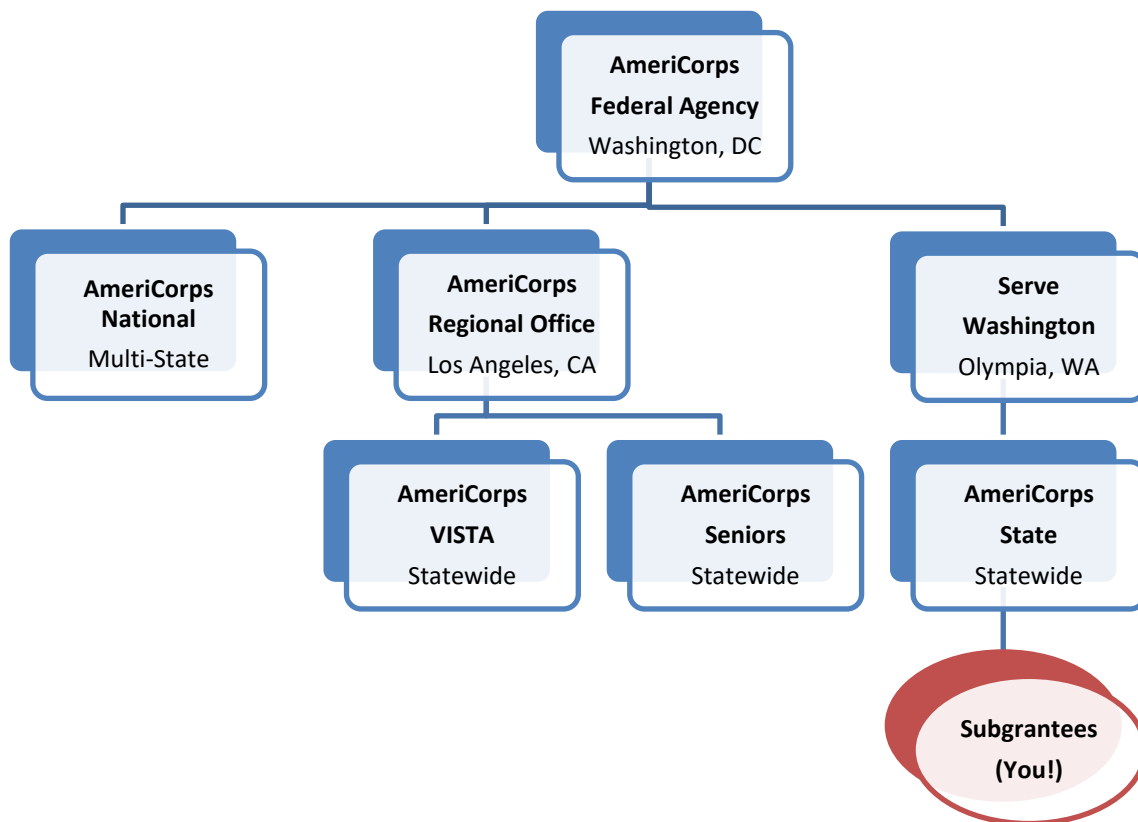 AmeriCorps
Federal Agency
Washington, DC
AmeriCorps
National
Multi-State
AmeriCorps
Regional Office
Los Angeles, CA
Serve
Washington
Olympia, WA
AmeriCorps
VISTA
Statewide
AmeriCorps
Seniors
Statewide
AmeriCorps
State
Statewide
Subgrantees
(You!)